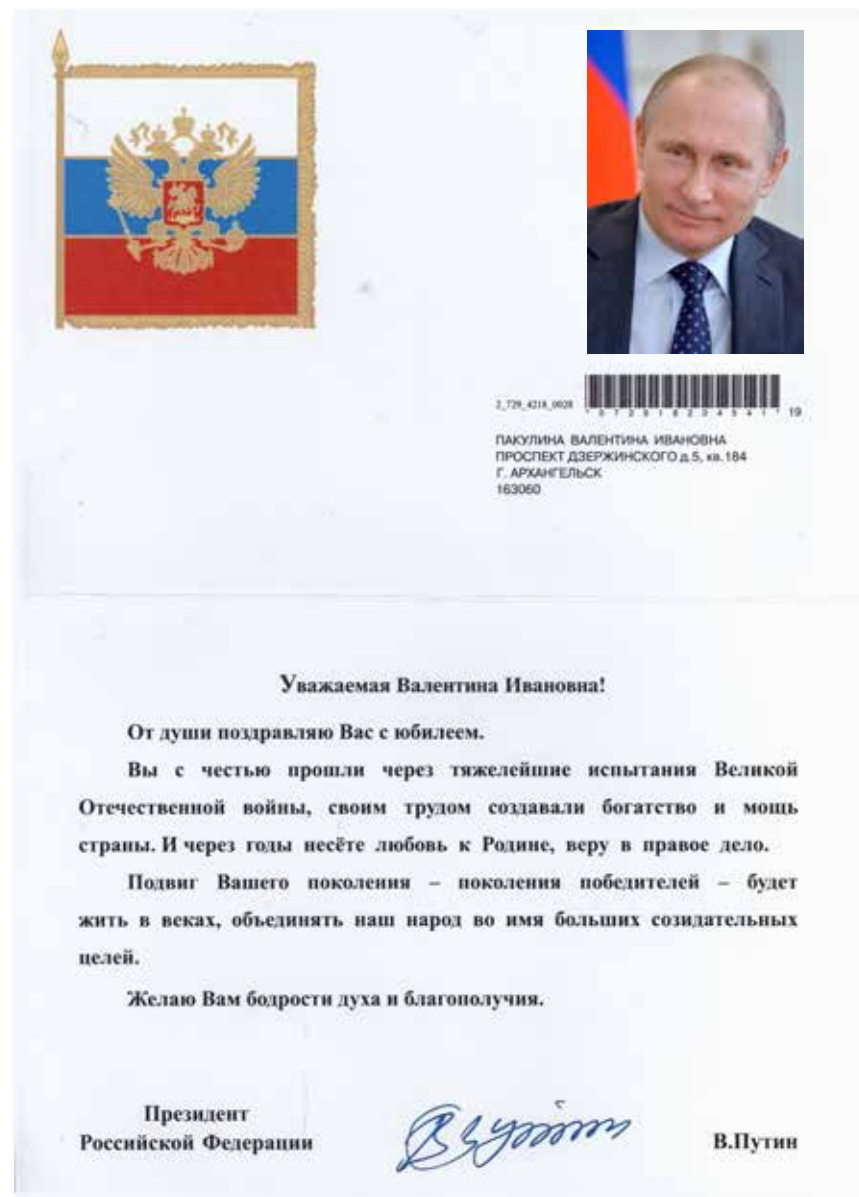 2_729_4218_0028
19
ПАКУЛИНА ВАЛЕНТИНА ИВАНОВНА
ПРОСПЕКТ ДЗЕРЖИНСКОГО д.5, кв.184
Г. АРХАНГЕЛЬСК
163060
Уважаемая Валентина Ивановна!
От души поздравляю Вас с юбилеем.
Вы с честью прошли через тяжелейшие испытания Великой
Отечественной войны, своим трудом создавали богатство и мощь
страны. И через годы несёте любовь к Родине, веру в правое дело.
Подвиг Вашего поколения – поколения победителей – будет
жить в веках, объединять наш народ во имя больших созидательных
целей.
Желаю Вам бодрости духа и благополучия.
Президент
Российской Федерации
В.Путин